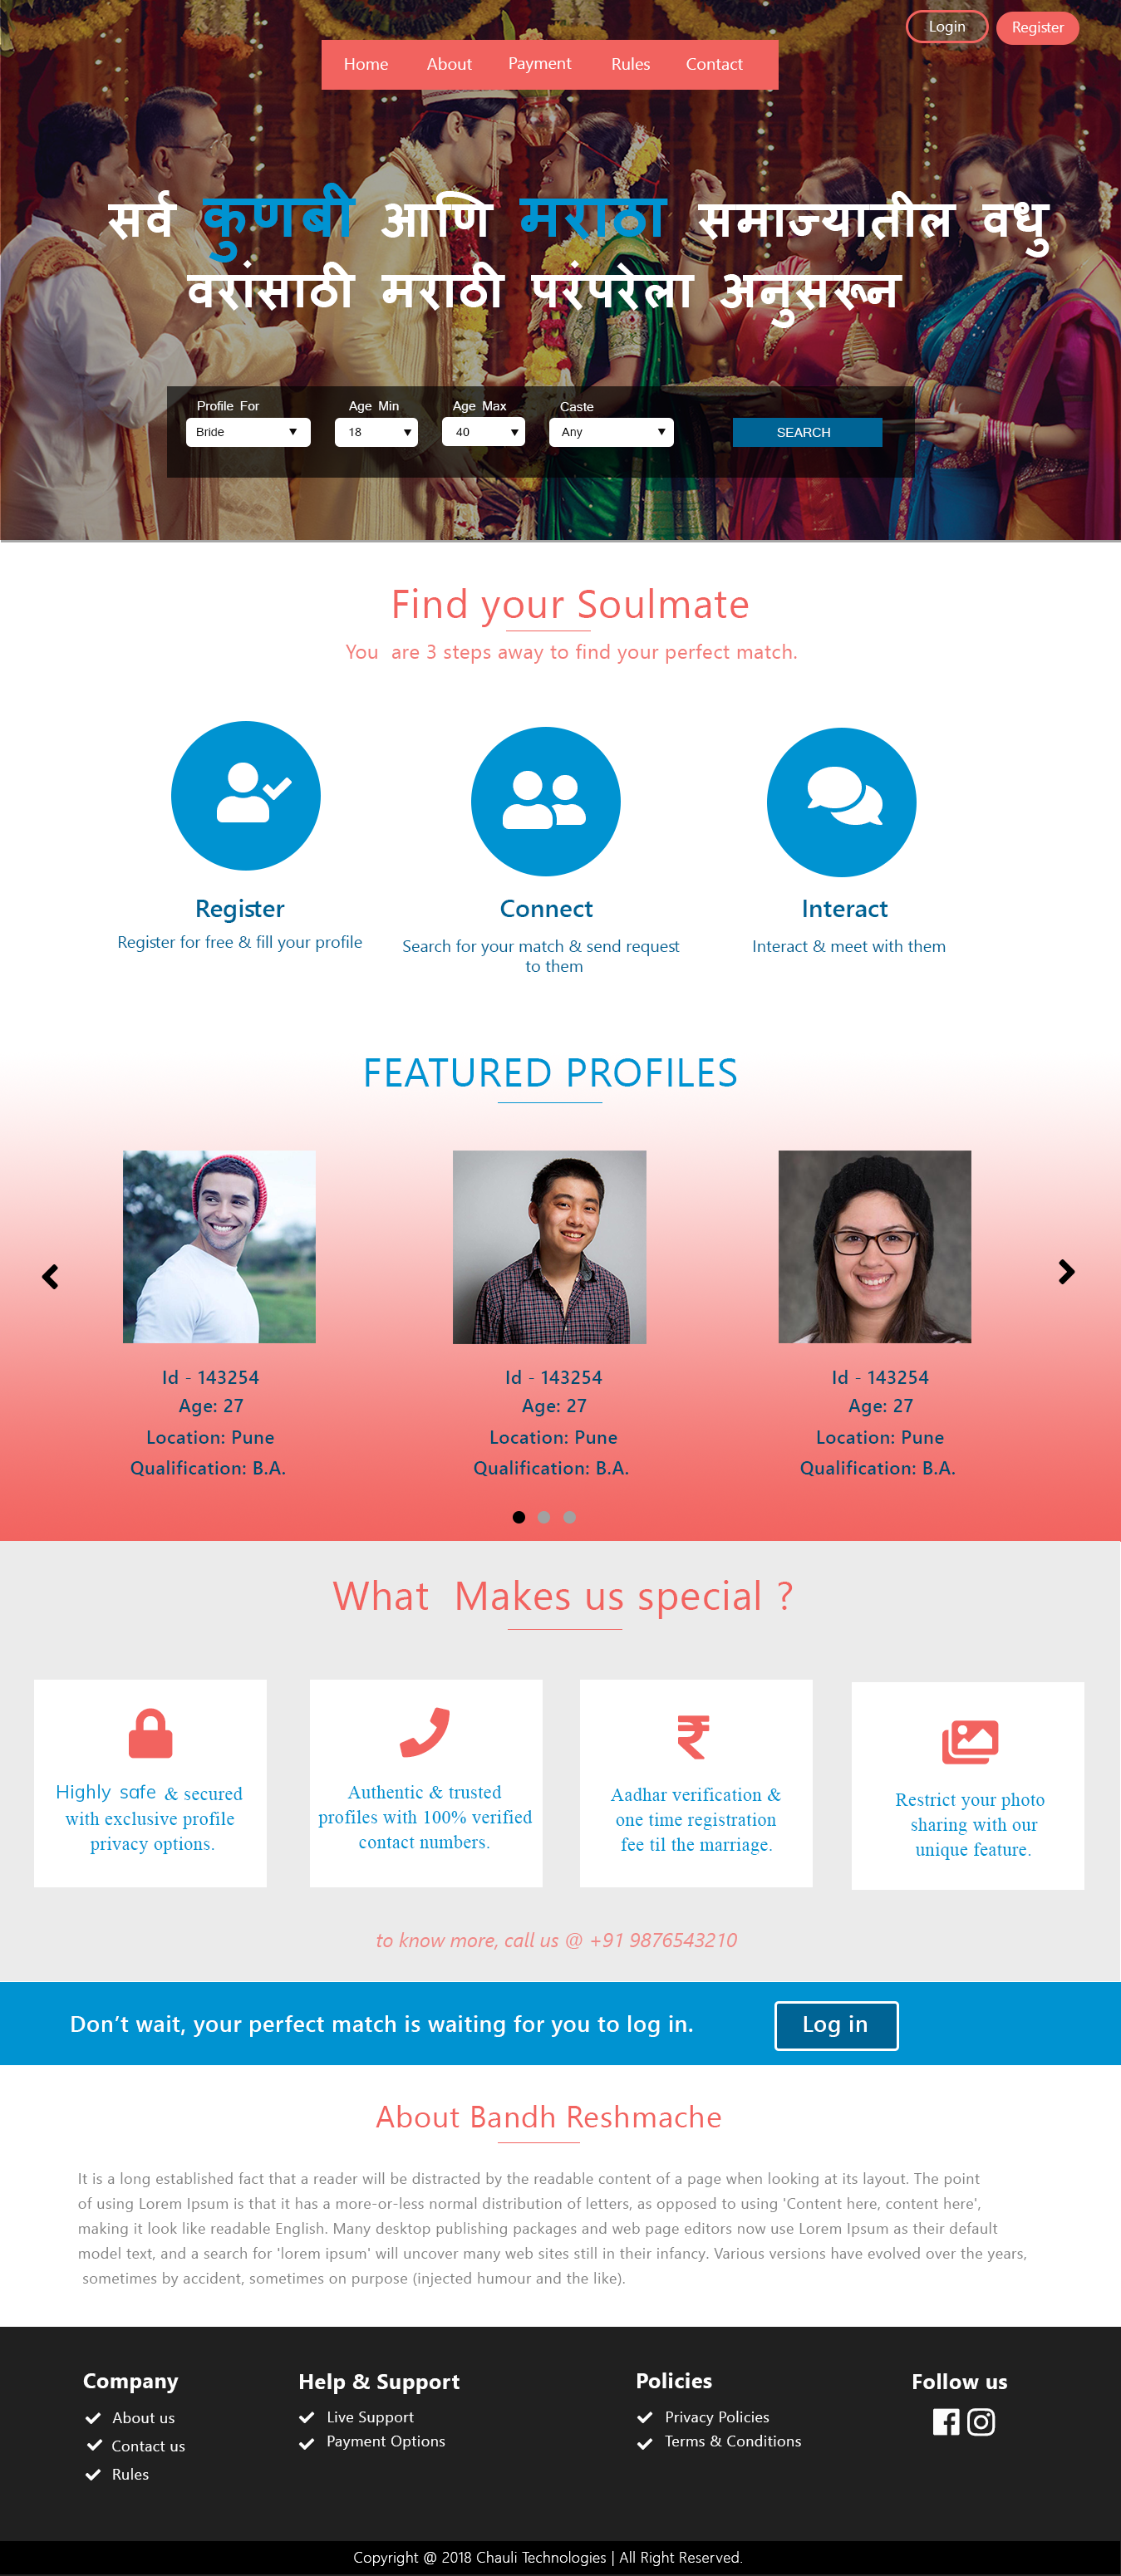 Login
Register
Home About Payment Rules Contact
सर्व कुणबी आणि मराठा समाज्यातील वधु
वरांसाठी मराठी परंपरेला अनुसरून
Profile For Age Min Age Max Caste
Bride 18 40 Any SEARCH
Find your Soulmate
You are 3 steps away to find your perfect match.
Register
Register for free & fill your profile
Connect
Search for your match & send request
to them
Interact
Interact & meet with them
FEATURED PROFILES
Id - 143254
Age: 27
Location: Pune
Qualification: B.A.
Id - 143254
Age: 27
Location: Pune
Qualification: B.A.
Id - 143254
Age: 27
Location: Pune
Qualification: B.A.
What Makes us special ?
Highly safe & secured
with exclusive profile
privacy options.
Authentic & trusted
profiles with 100% verified
contact numbers.
Aadhar verification &
one time registration
fee til the marriage.
Restrict your photo
sharing with our
unique feature.
to know more, call us @ +91 9876543210
Don’t wait, your perfect match is waiting for you to log in.
Log in
About Bandh Reshmache
It is a long established fact that a reader will be distracted by the readable content of a page when looking at its layout. The point
of using Lorem Ipsum is that it has a more-or-less normal distribution of letters, as opposed to using 'Content here, content here',
making it look like readable English. Many desktop publishing packages and web page editors now use Lorem Ipsum as their default
model text, and a search for 'lorem ipsum' will uncover many web sites still in their infancy. Various versions have evolved over the years,
sometimes by accident, sometimes on purpose (injected humour and the like).
Company
About us
Contact us
Rules
Help & Support
Live Support
Payment Options
Policies
Privacy Policies
Terms & Conditions
Follow us
Copyright @ 2018 Chauli Technologies | All Right Reserved.